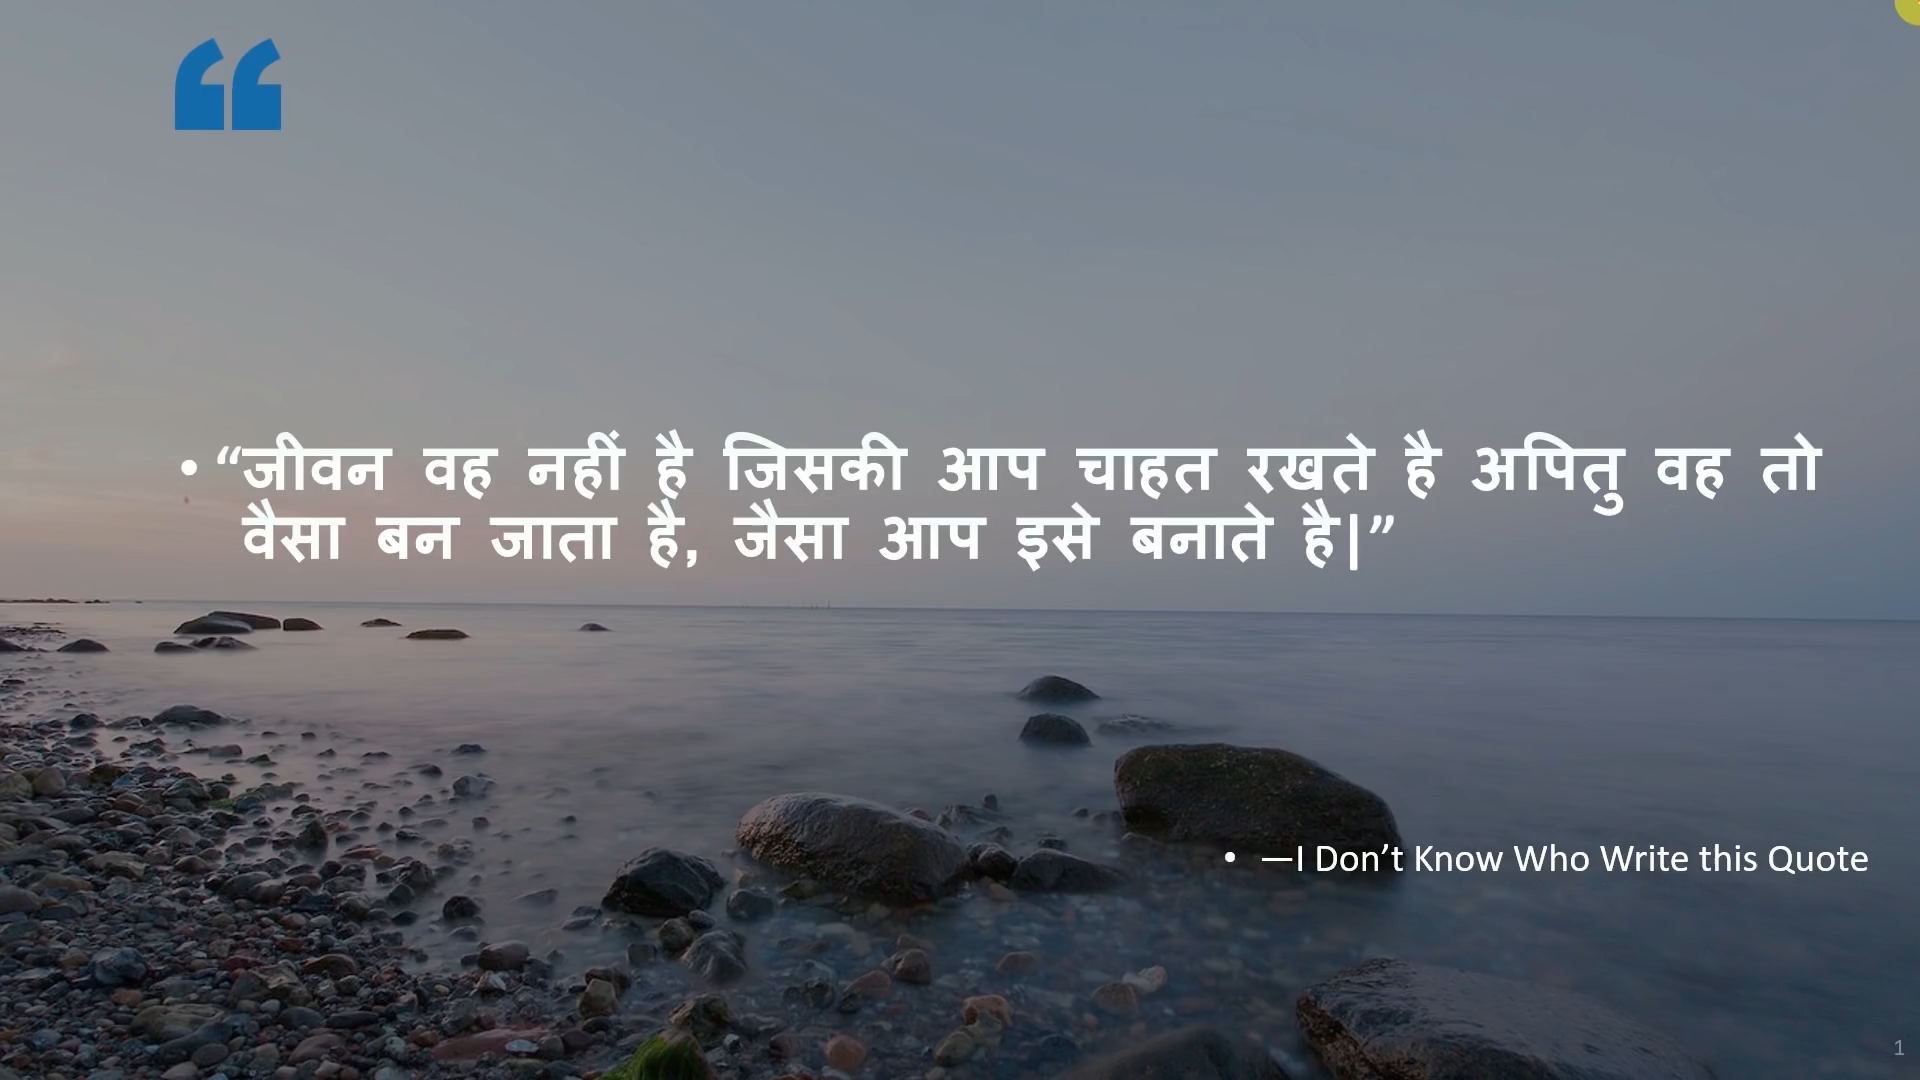 “
• “जीवन वह नहीं है जिसकी आप चाहत रखते है अपितु वह तो
वैसा बन जाता है, जैसा आप इसे बनाते है|”
• —I Don’t Know Who Write this Quote
1